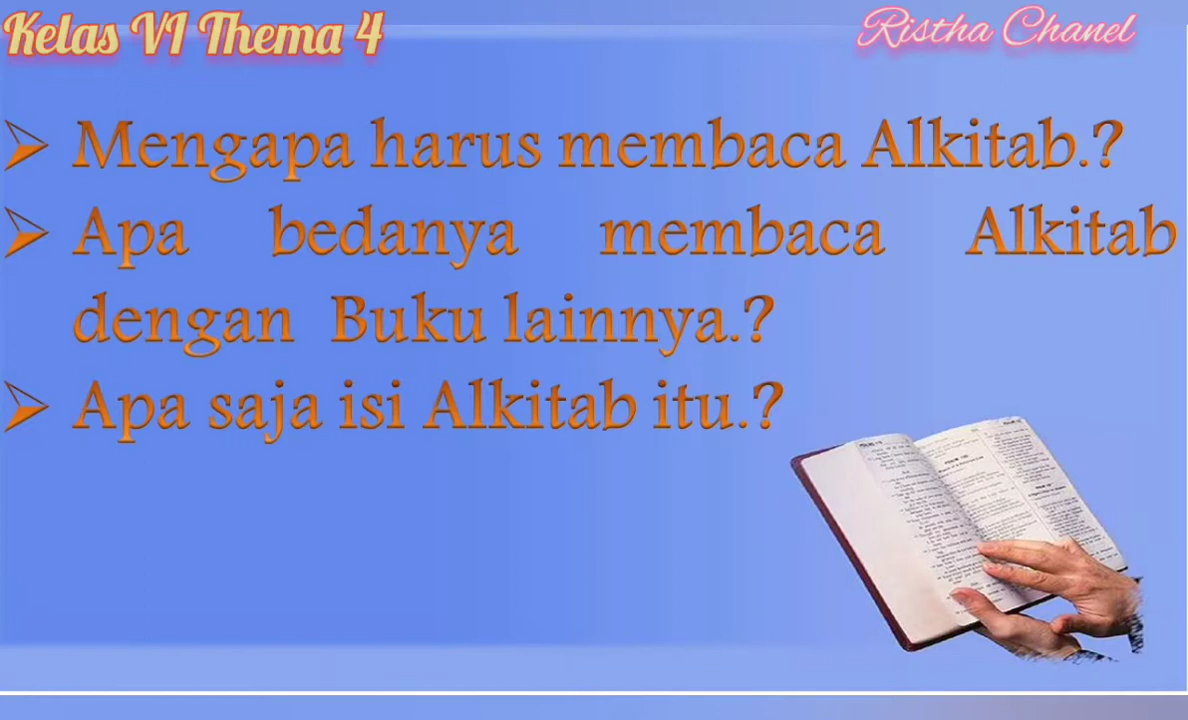 Kelas VI Thema 4
Ristha Chanel
Mengapa harus membaca Alkitab.?
Apa bedanya membaca Alkitab
dengan Buku lainnya.?
Apa saja isi Alkitab itu.?